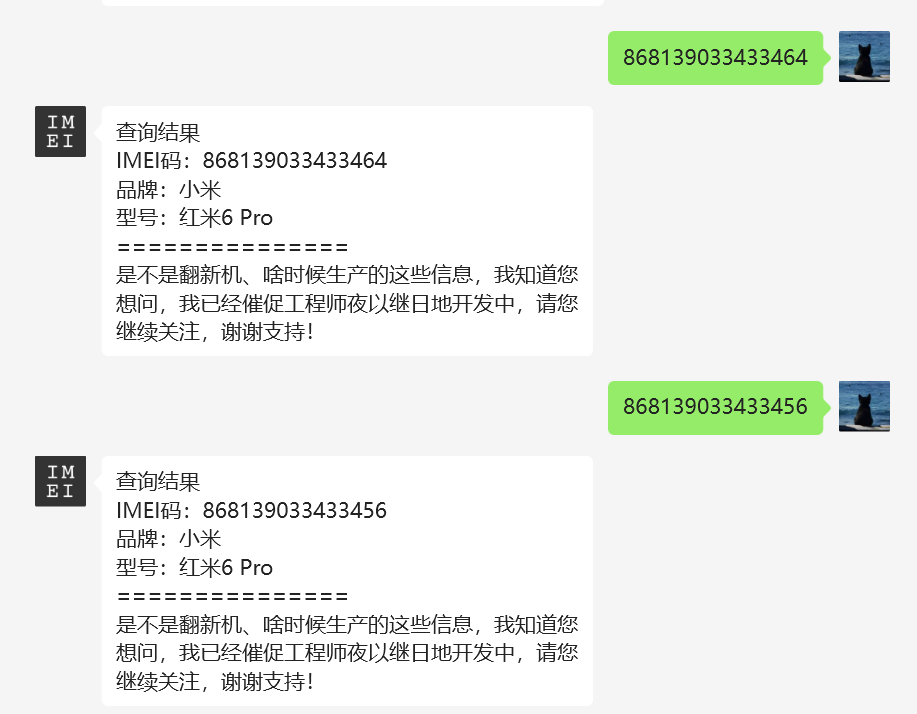 868139033433464
IM
EI
查询结果
IMEI码：868139033433464
品牌：小米
型号：红米6 Pro
===============
是不是翻新机、啥时候生产的这些信息，我知道您
想问，我已经催促工程师夜以继日地开发中，请您
继续关注，谢谢支持！
868139033433456
IM
EI
查询结果
IMEI码：868139033433456
品牌：小米
型号：红米6 Pro
===============
是不是翻新机、啥时候生产的这些信息，我知道您
想问，我已经催促工程师夜以继日地开发中，请您
继续关注，谢谢支持！